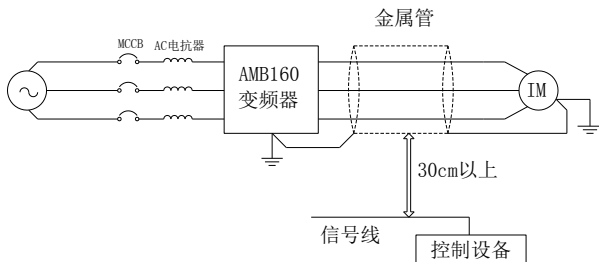 金属管
MCCB
AC电抗器
AMB160
变频器
IM
30cm以上
信号线
控制设备